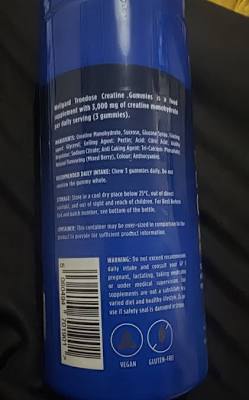 Wellgard Truedose Creatine Gummies is a food
supplement with 5,000 mg of creatine monohydrate
per daily serving (3 gummies).
INGREDIENTS: Creatine Monohydrate, Sucrose, Glucose Syrup,
Agent: Glycerol; Gelling Agent: Pectin; Acid: Citric Acid;
Regulator: Sodium Citrate; Anti Caking Agent: Tri-Calcium Phosphate;
Natural Flavouring (Mixed Berry), Colour: Anthocyanins.
RECOMMENDED DAILY INTAKE: Chew 3 gummies daily. Do not
swallow the gummy whole.
STORAGE: Store in a cool dry place below 25°C, out of direct
sunlight, and out of sight and reach of children. For Best Before
End and batch number, see bottom of the bottle.
CONTAINER: This container may be over-sized in comparison to the
product to provide for sufficient product information.
WARNING: Do not exceed recommended
daily intake and consult your GP if
pregnant, lactating, taking medication
or under medical supervision. Food
supplements are not a substitute for a
varied diet and healthy lifestyle. Do not
use if safety seal is damaged or broken.
VEGAN
GLUTEN-FREE